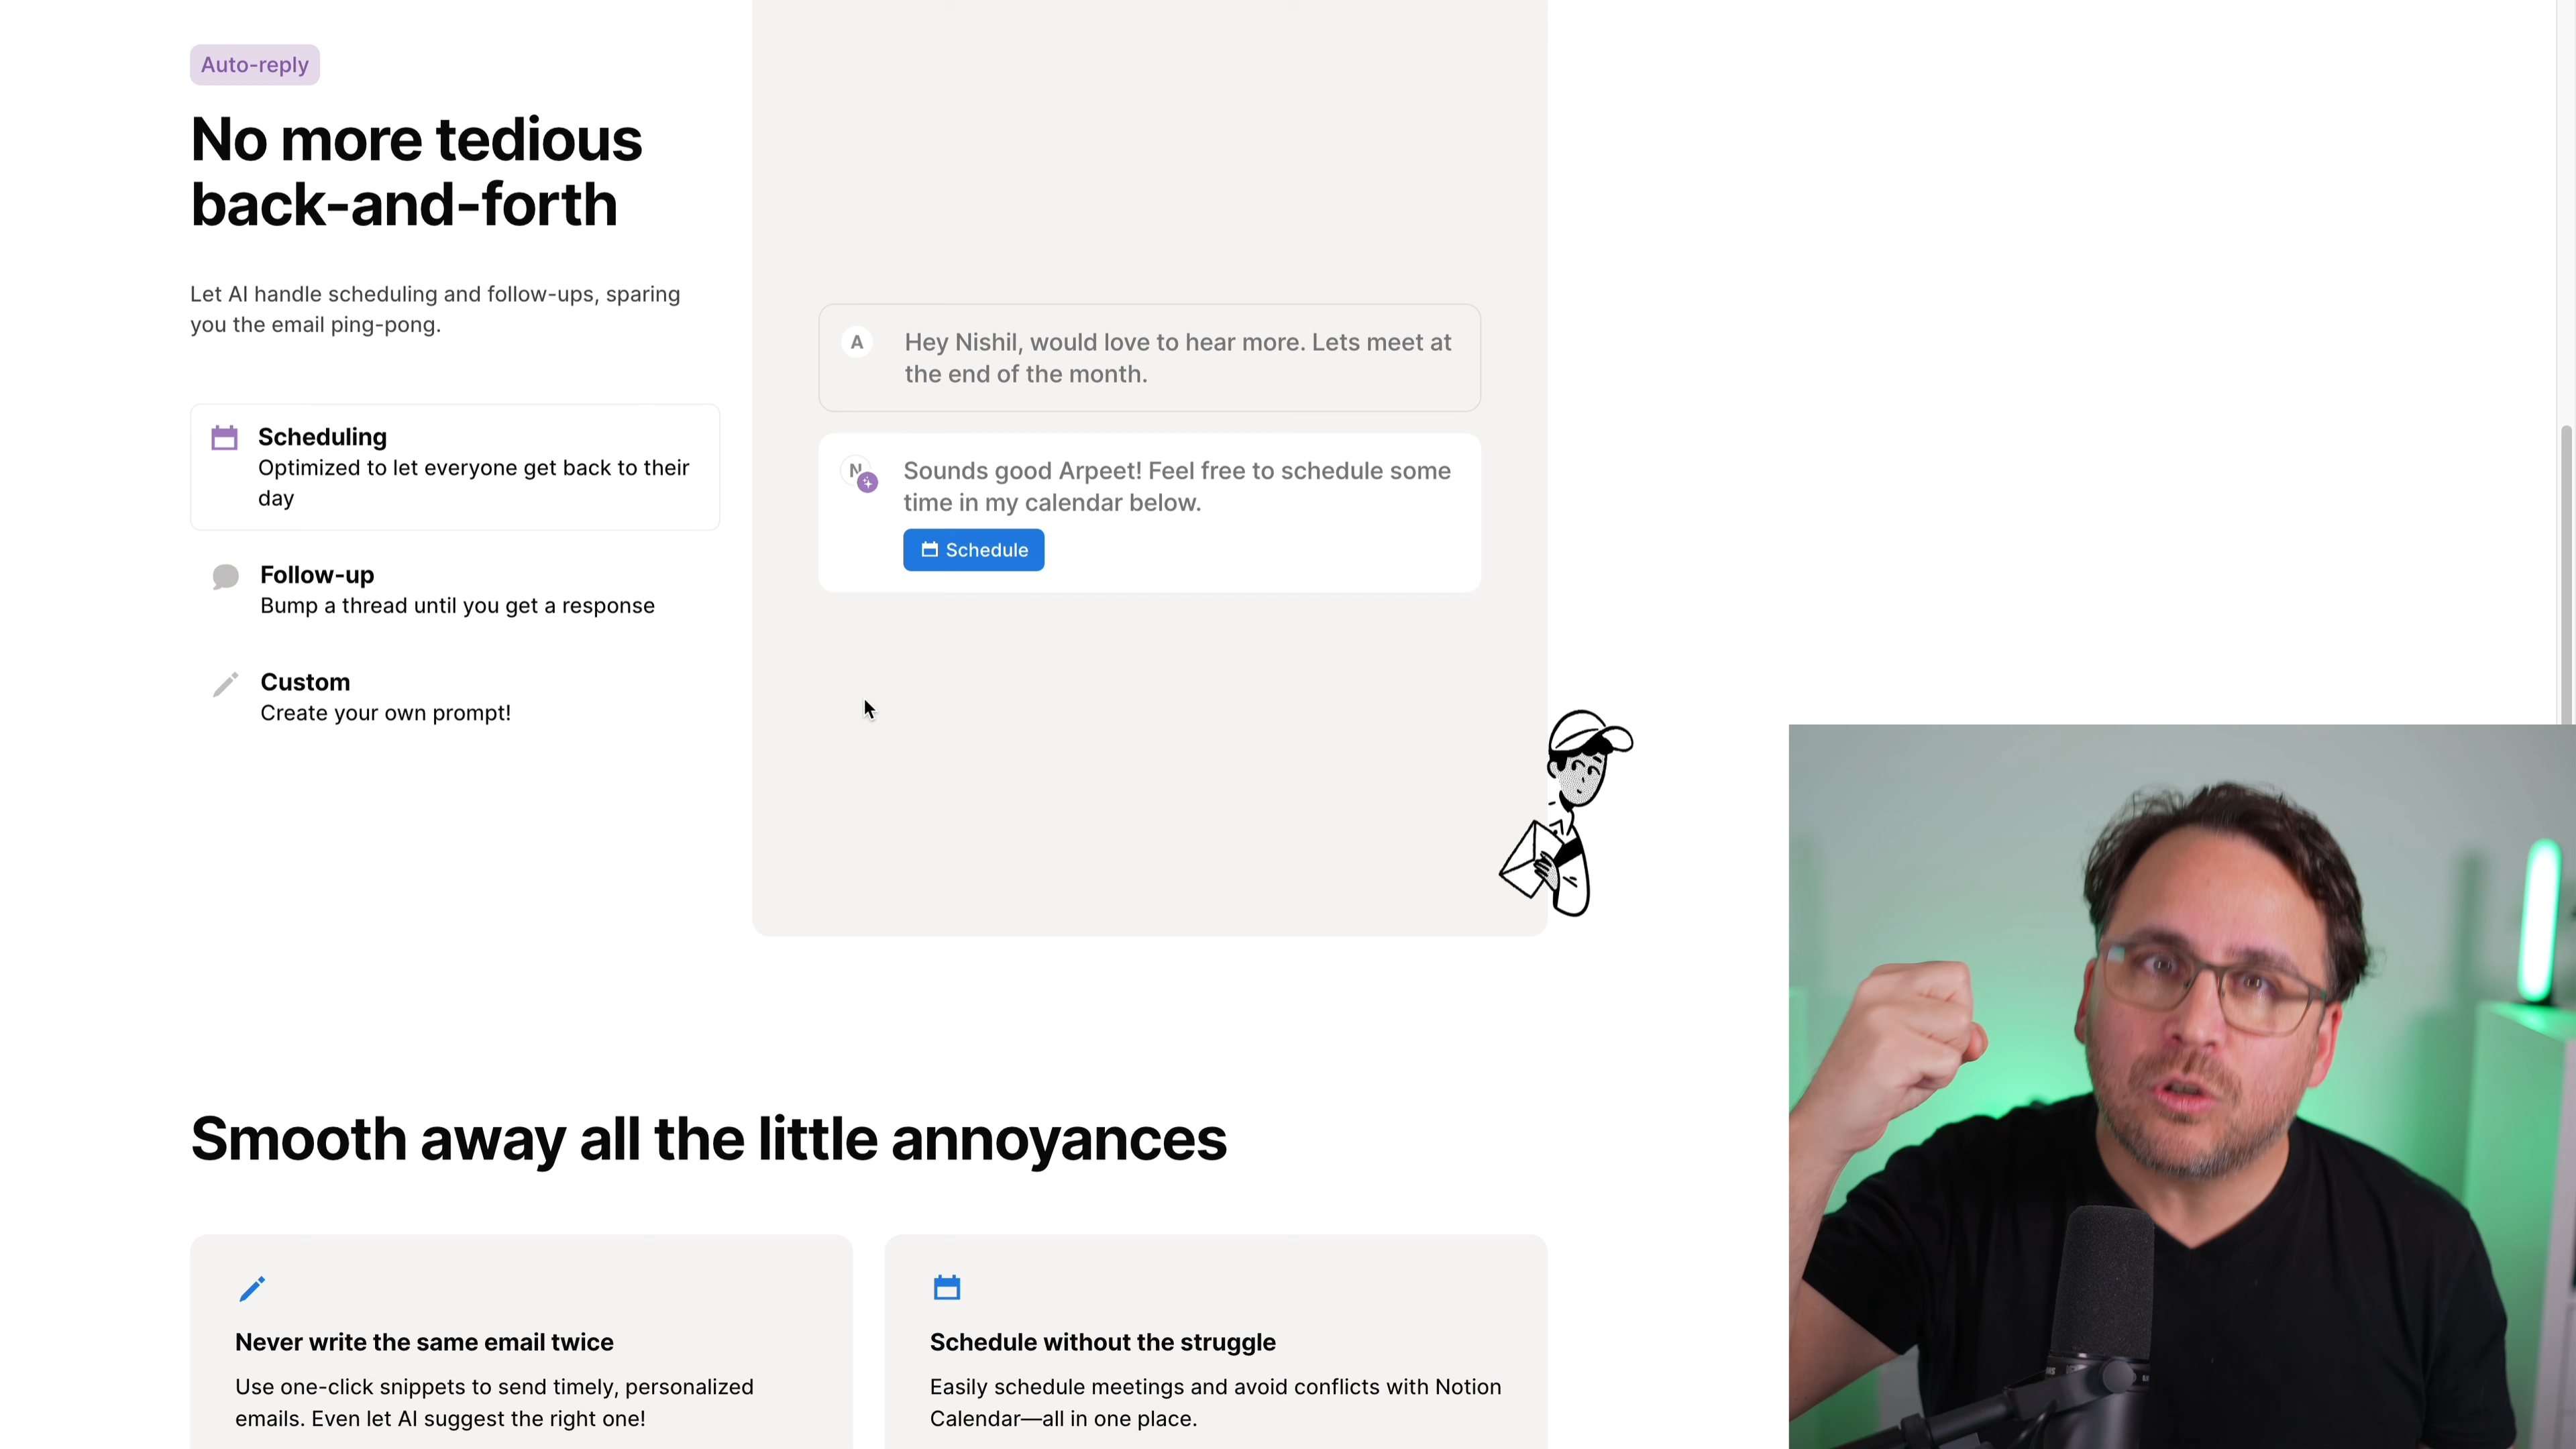 Auto-reply
No more tedious
back-and-forth
Let AI handle scheduling and follow-ups, sparing
you the email ping-pong.
Scheduling
Optimized to let everyone get back to their
day
Follow-up
Bump a thread until you get a response
Custom
Create your own prompt!
A
Hey Nishil, would love to hear more. Lets meet at
the end of the month.
N
Sounds good Arpeet! Feel free to schedule some
time in my calendar below.
Schedule
Smooth away all the little annoyances
Never write the same email twice
Use one-click snippets to send timely, personalized
emails. Even let AI suggest the right one!
Schedule without the struggle
Easily schedule meetings and avoid conflicts with Notion
Calendar—all in one place.